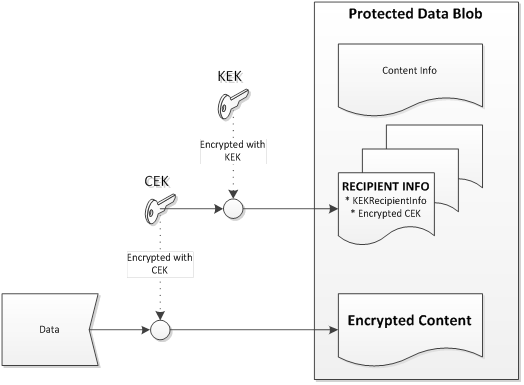 Protected Data Blob
Content Info
KEK
Encrypted with
KEK
CEK
RECIPIENT INFO
* KEKRecipientInfo
* Encrypted CEK
Encrypted with
CEK
Data
Encrypted Content